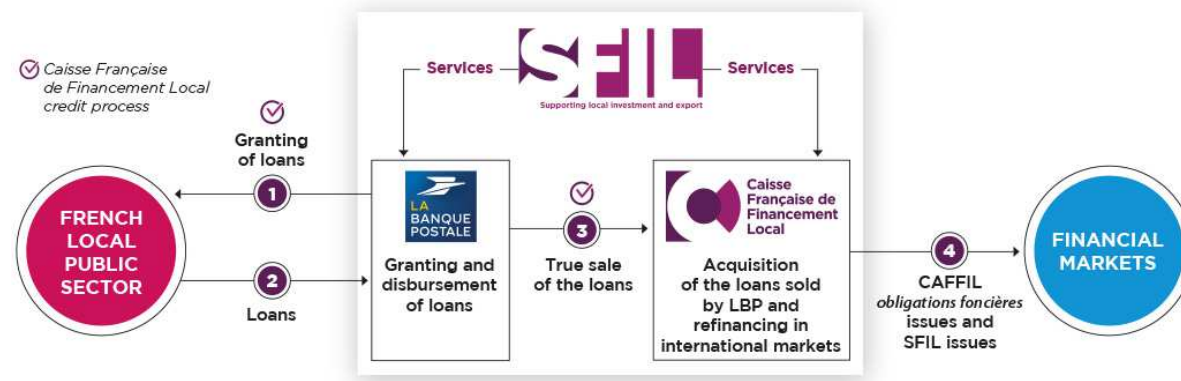 Caisse Française
de Financement Local
credit process
Granting
of loans
1
FRENCH
LOCAL
PUBLIC
SECTOR
2
Loans
Services
SFIL
Services
Supporting local investment and export
LA
BANQUE
POSTALE
Granting and
disbursement
of loans
3
True sale
of the loans
Caisse
Française de
Financement
Local
Acquisition
of the loans sold
by LBP and
refinancing in
international markets
4
CAFFIL
obligations foncières
issues and
SFIL issues
FINANCIAL
MARKETS